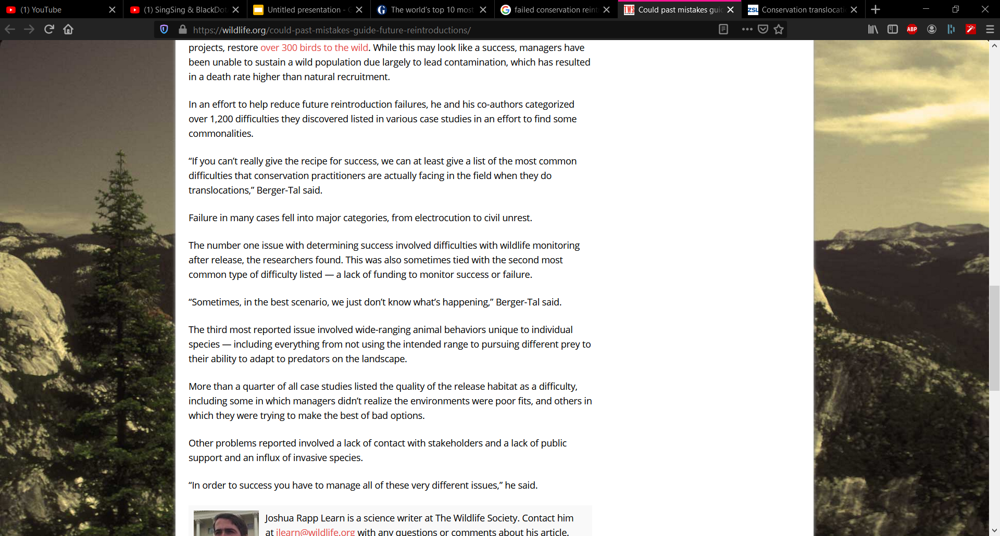 (1) YouTube
(1) SingSing & BlackDot
Untitled presentation -
The world's top 10 most
failed conservation rein
TWS
Could past mistakes guid
ZSL
Conservation translocati
https://wildlife.org/could-past-mistakes-guide-future-reintroductions/
ABP
projects, restore over 300 birds to the wild. While this may look like a success, managers have
been unable to sustain a wild population due largely to lead contamination, which has resulted
in a death rate higher than natural recruitment.
In an effort to help reduce future reintroduction failures, he and his co-authors categorized
over 1,200 difficulties they discovered listed in various case studies in an effort to find some
commonalities.
“If you can’t really give the recipe for success, we can at least give a list of the most common
difficulties that conservation practitioners are actually facing in the field when they do
translocations,” Berger-Tal said.
Failure in many cases fell into major categories, from electrocution to civil unrest.
The number one issue with determining success involved difficulties with wildlife monitoring
after release, the researchers found. This was also sometimes tied with the second most
common type of difficulty listed — a lack of funding to monitor success or failure.
“Sometimes, in the best scenario, we just don’t know what’s happening,” Berger-Tal said.
The third most reported issue involved wide-ranging animal behaviors unique to individual
species — including everything from not using the intended range to pursuing different prey to
their ability to adapt to predators on the landscape.
More than a quarter of all case studies listed the quality of the release habitat as a difficulty,
including some in which managers didn’t realize the environments were poor fits, and others in
which they were trying to make the best of bad options.
Other problems reported involved a lack of contact with stakeholders and a lack of public
support and an influx of invasive species.
“In order to success you have to manage all of these very different issues,” he said.
Joshua Rapp Learn is a science writer at The Wildlife Society. Contact him
at jlearn@wildlife.org with any questions or comments about his article.